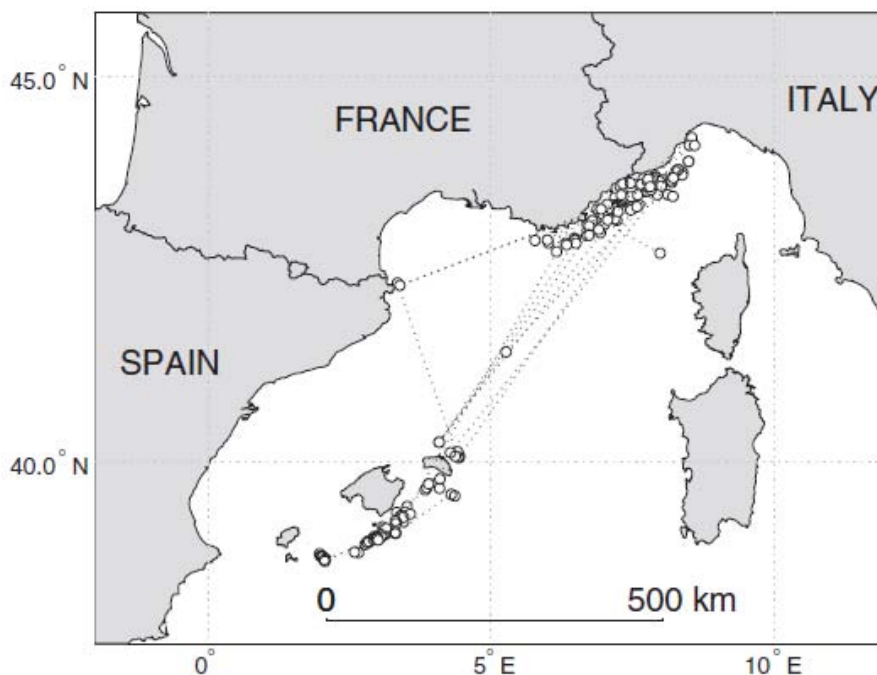 45.0° N
ITALY
FRANCE
SPAIN
40.0° N
0 500 km
0° 5° E 10° E